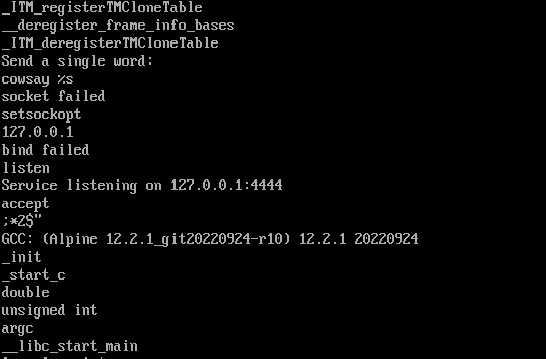 _ITM_registerTMCloneTable
__deregister_frame_info_bases
_ITM_deregisterTMCloneTable
Send a single word:
cowsay %s
socket failed
setsockopt
127.0.0.1
bind failed
listen
Service listening on 127.0.0.1:4444
accept
;*2$"
GCC: (Alpine 12.2.1_git20220924-r10) 12.2.1 20220924
_init
_start_c
double
unsigned int
argc
__libc_start_main